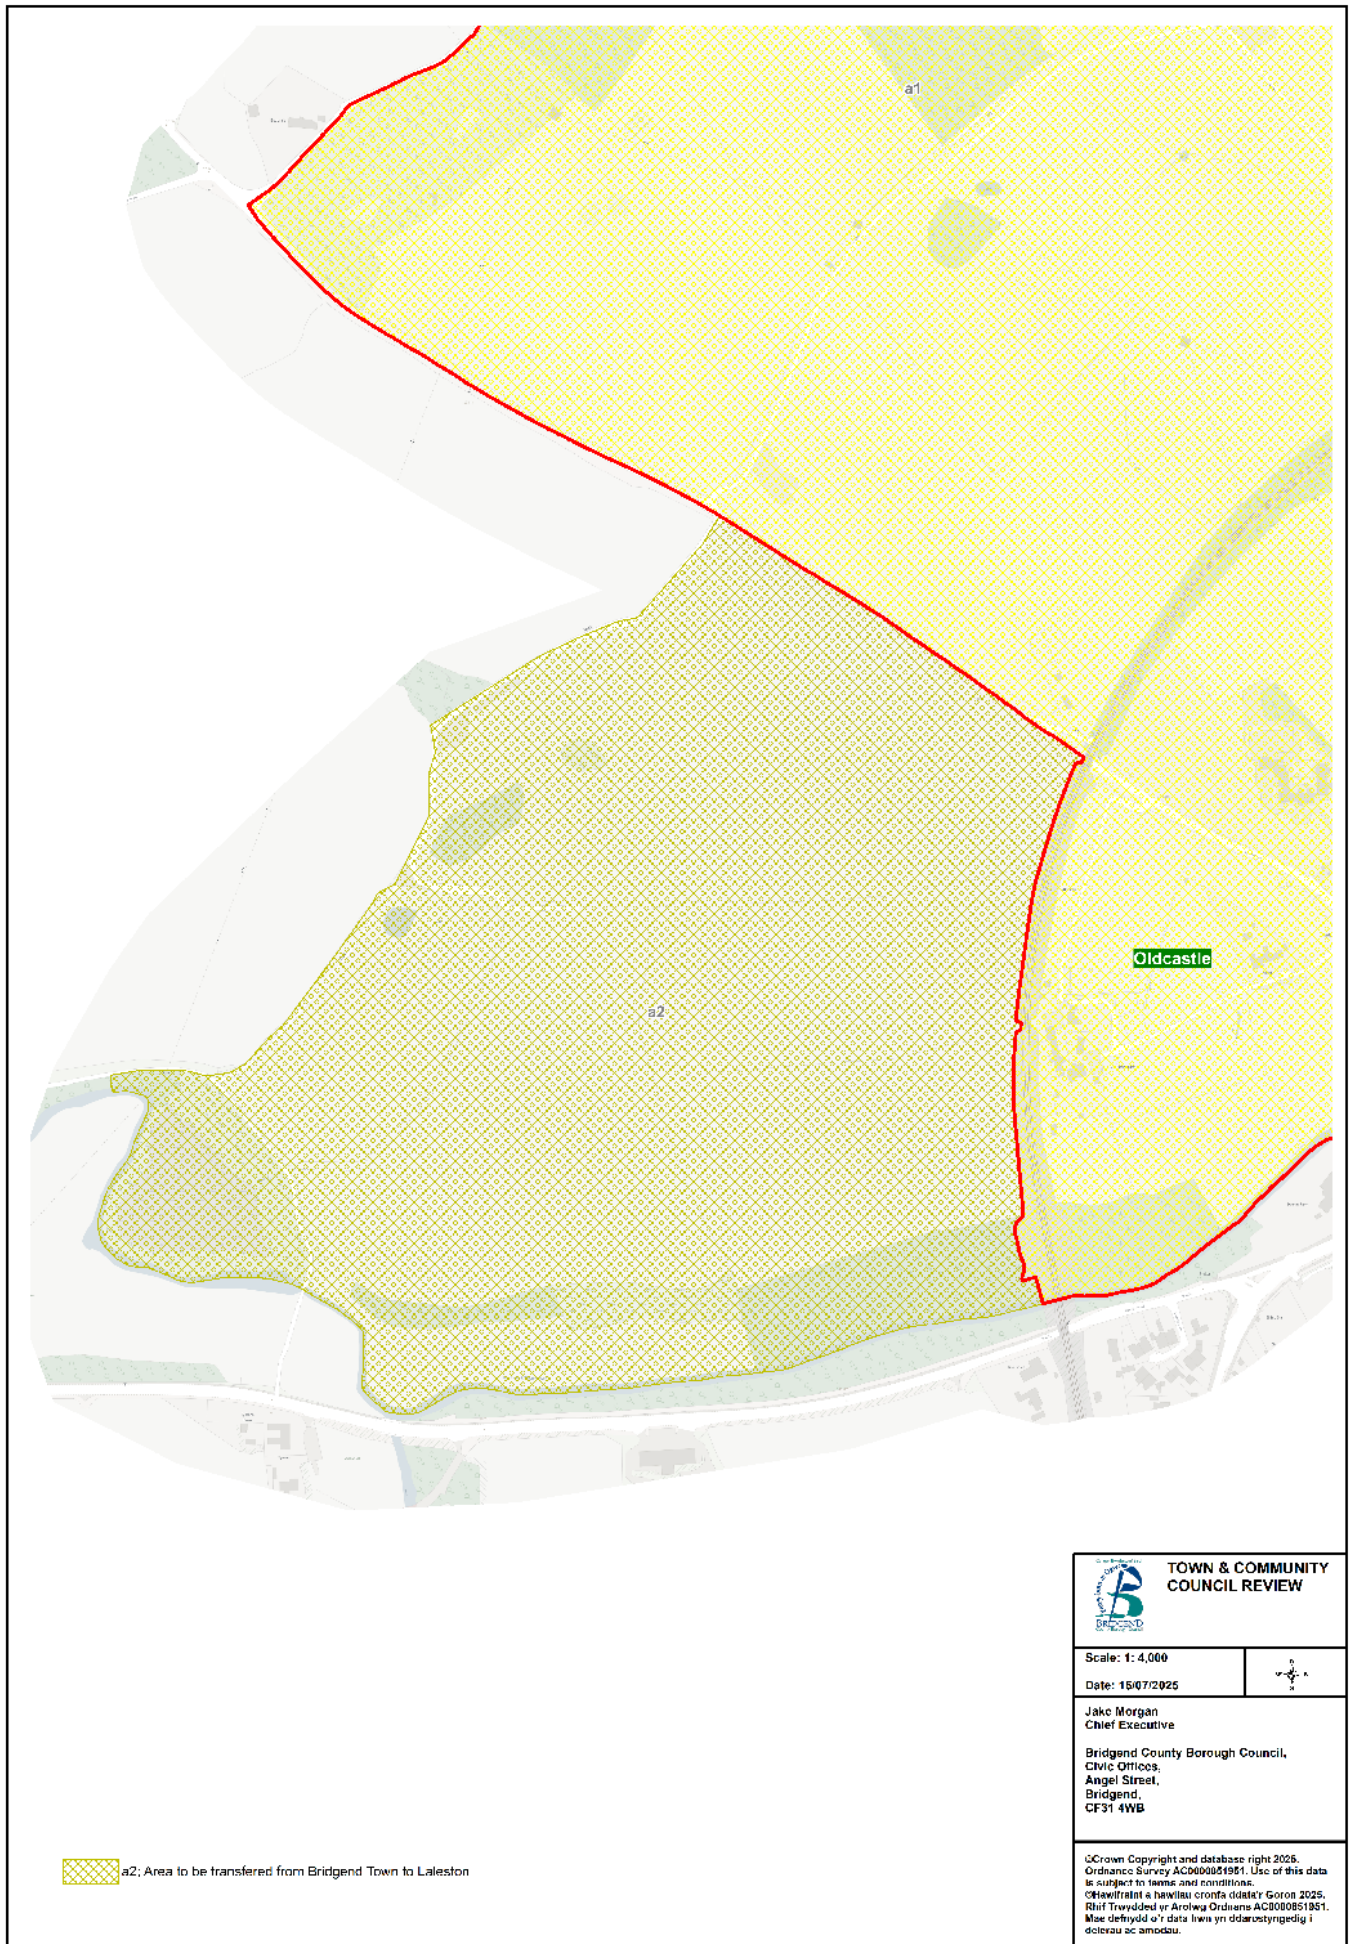 a1
Oldcastle
a2
TOWN & COMMUNITY
COUNCIL REVIEW
BRIDGEND
Scale: 1: 4,000
Date: 15/07/2025
Jake Morgan
Chief Executive
Bridgend County Borough Council,
Civic Offices,
Angel Street,
Bridgend,
CF31 4WB
a2; Area to be transfered from Bridgend Town to Laleston
©Crown Copyright and database right 2025.
Ordnance Survey AC0000851951. Use of this data
is subject to terms and conditions.
©Hawlfraint a hawliau cronfa ddata'r Goron 2025.
Rhif Trwydded yr Arolwg Ordnans AC0000851951.
Mae defnydd o'r data hwn yn ddarostyngedig i
delerau ac amodau.